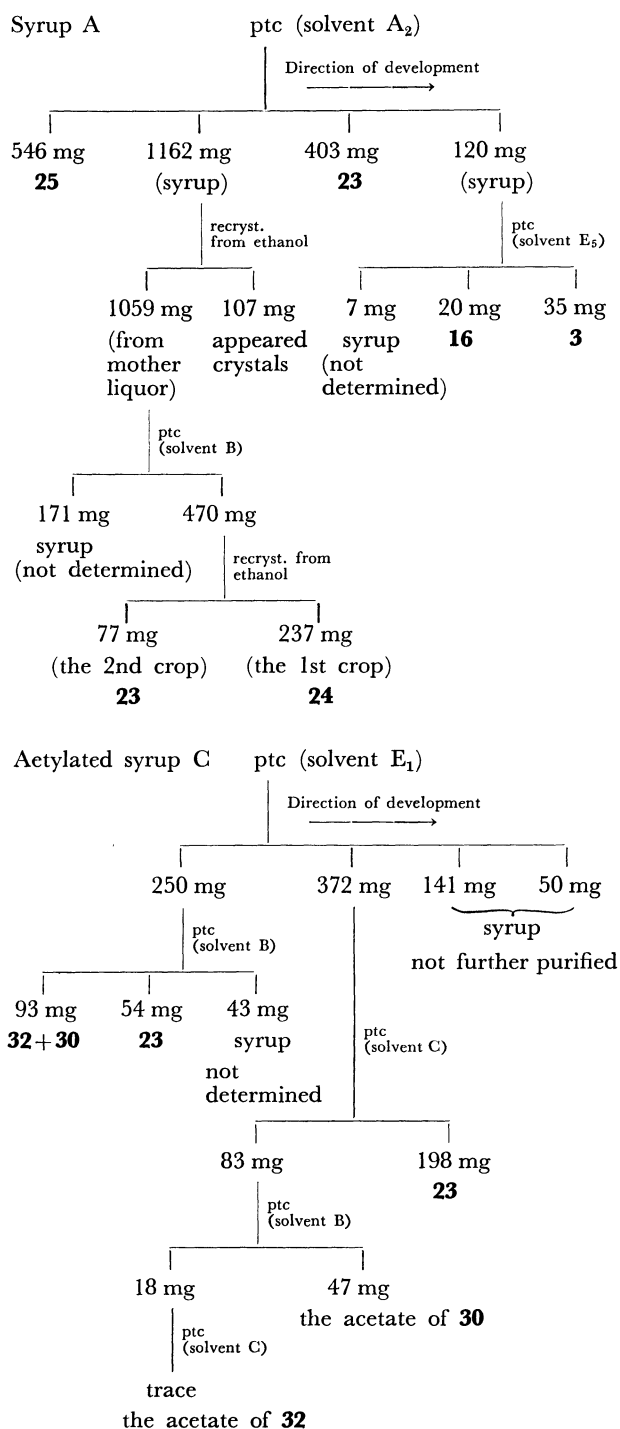 Syrup A ptc (solvent A2)
Direction of development
546 mg 1162 mg 403 mg 120 mg
25 (syrup) 23 (syrup)
recryst. ptc
from ethanol (solvent E5)
1059 mg 107 mg 7 mg 20 mg 35 mg
(from appeared syrup 16 3
mother crystals (not
liquor) determined)
ptc
(solvent B)
171 mg 470 mg
syrup
(not determined)
recryst. from
ethanol
77 mg 237 mg
(the 2nd crop) (the 1st crop)
23 24
Aetylated syrup C ptc (solvent E1)
Direction of development
250 mg 372 mg 141 mg 50 mg
syrup
not further purified
ptc
(solvent B)
93 mg 54 mg 43 mg
32+30 23 syrup
not
determined
ptc
(solvent C)
83 mg 198 mg
23
ptc
(solvent B)
18 mg 47 mg
the acetate of 30
ptc
(solvent C)
trace
the acetate of 32